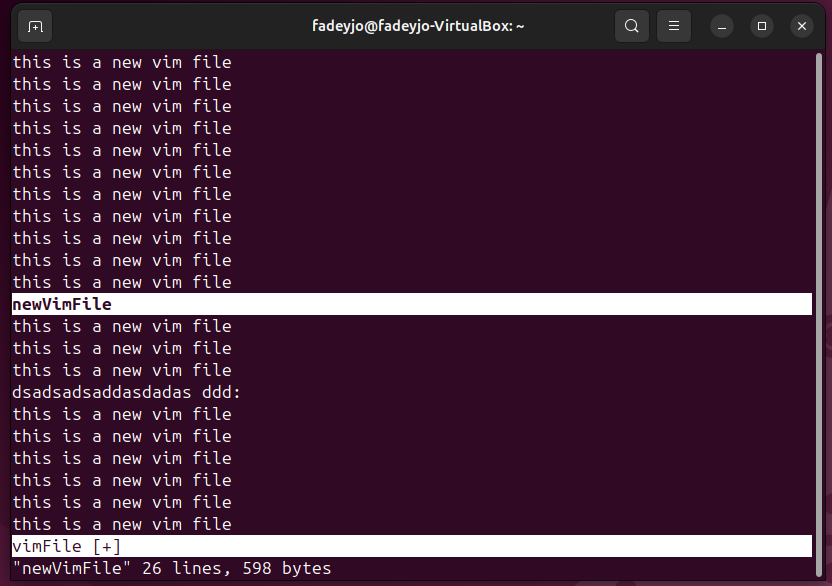 fadeyjo@fadeyjo-VirtualBox: ~
this is a new vim file
this is a new vim file
this is a new vim file
this is a new vim file
this is a new vim file
this is a new vim file
this is a new vim file
this is a new vim file
this is a new vim file
this is a new vim file
this is a new vim file
newVimFile
this is a new vim file
this is a new vim file
this is a new vim file
dsadsadsaddasdadas ddd:
this is a new vim file
this is a new vim file
this is a new vim file
this is a new vim file
this is a new vim file
this is a new vim file
vimFile [+]
"newVimFile" 26 lines, 598 bytes